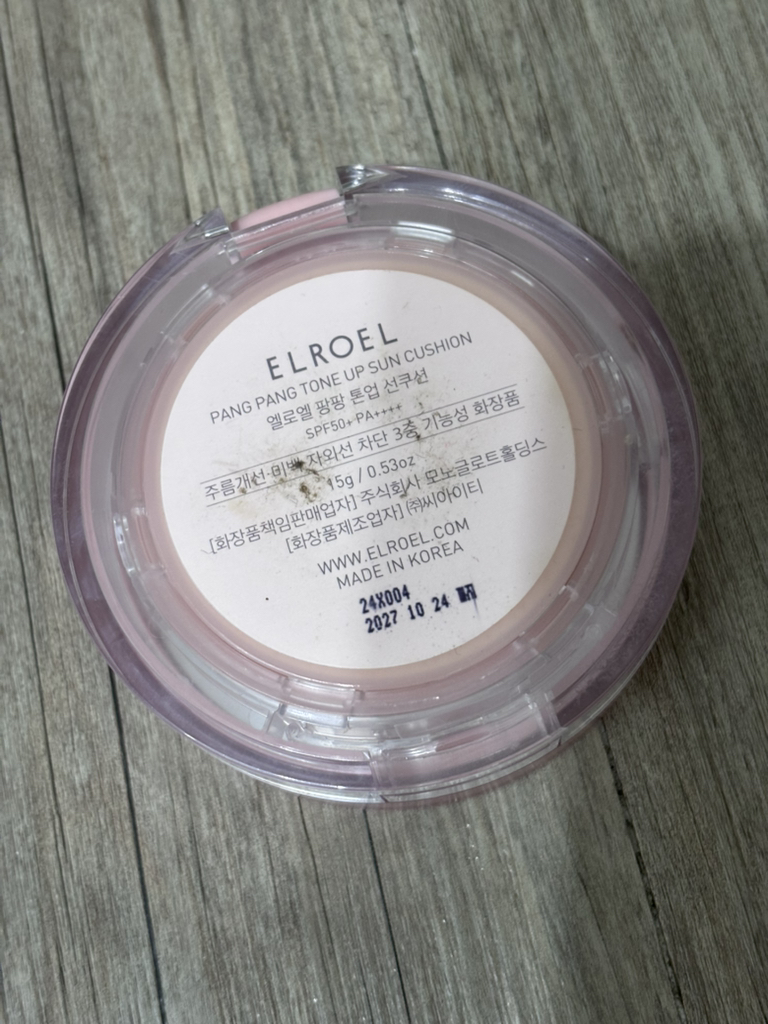 ELROEL
PANG PANG TONE UP SUN CUSHION
엘로엘 팡팡 톤업 선쿠션
SPF50+ PA++++
주름개선·미백·자외선 차단 3중 기능성 화장품
15g / 0.53oz
[화장품책임판매업자] 주식회사 모노글로트홀딩스
[화장품제조업자] ㈜씨아이티
WWW.ELROEL.COM
MADE IN KOREA
24X004
2027 10 24 까지